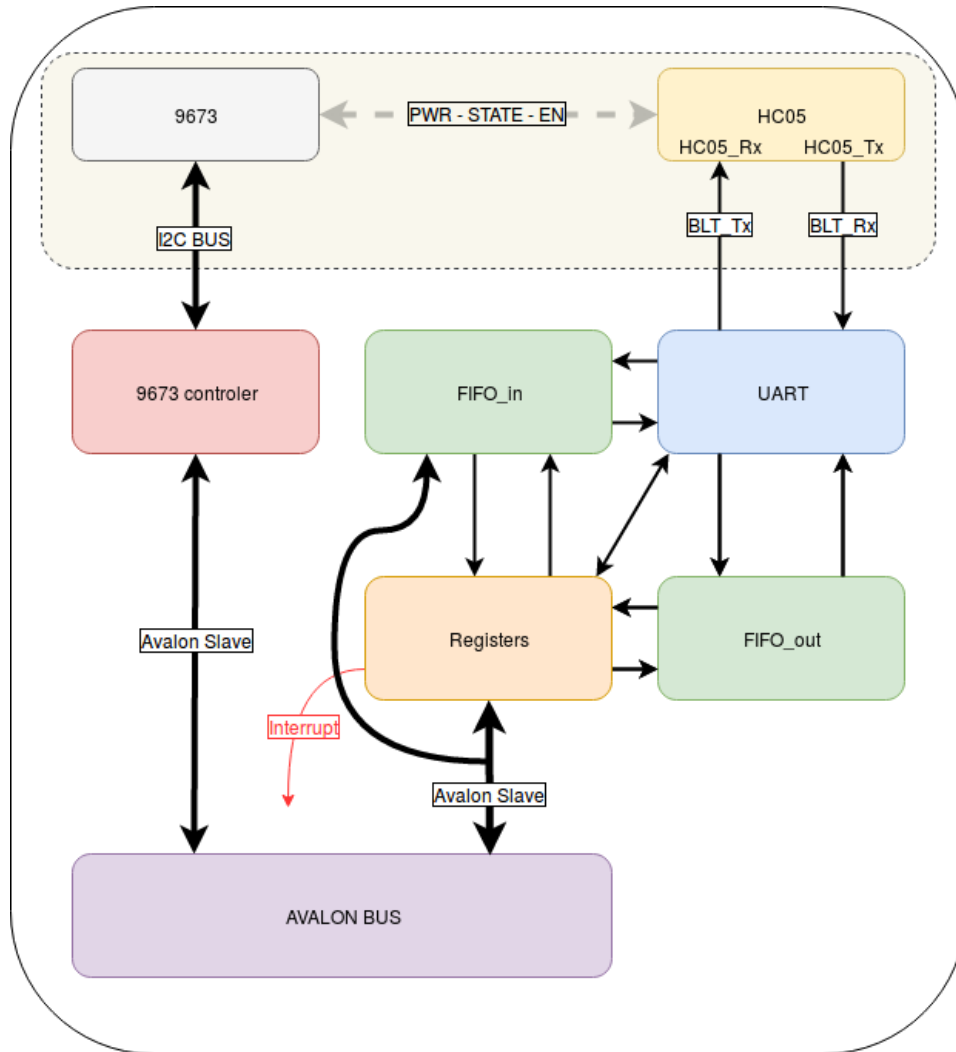 9673
PWR - STATE - EN
HC05
HC05_Rx
HC05_Tx
I2C BUS
BLT_Tx
BLT_Rx
9673 controler
FIFO_in
UART
Avalon Slave
Registers
FIFO_out
Interrupt
Avalon Slave
AVALON BUS